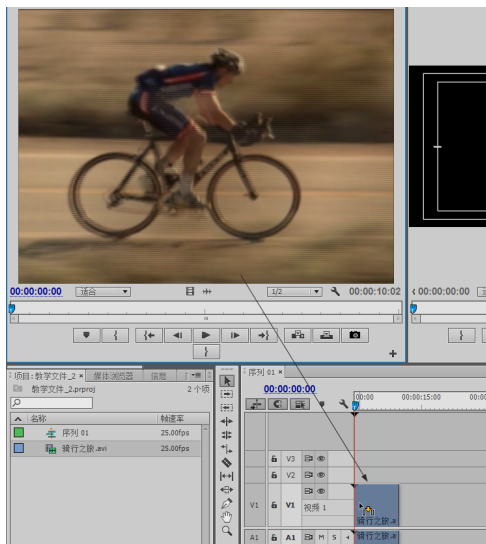 00:00:00:00 适合 1/2 00:00:10:02 00:00:00:00
项目:教学文件_2 × 媒体浏览器 信息
教学文件_2.prproj 2 个项
名称 帧速率
序列 01 25.00fps
骑行之旅.avi 25.00fps
序列 01 ×
00:00:00:00
00:00 00:00:15:00 00:00
V3
V2
V1 V1 视频 1
骑行之旅.a
A1 A1 M S 骑行之旅.a